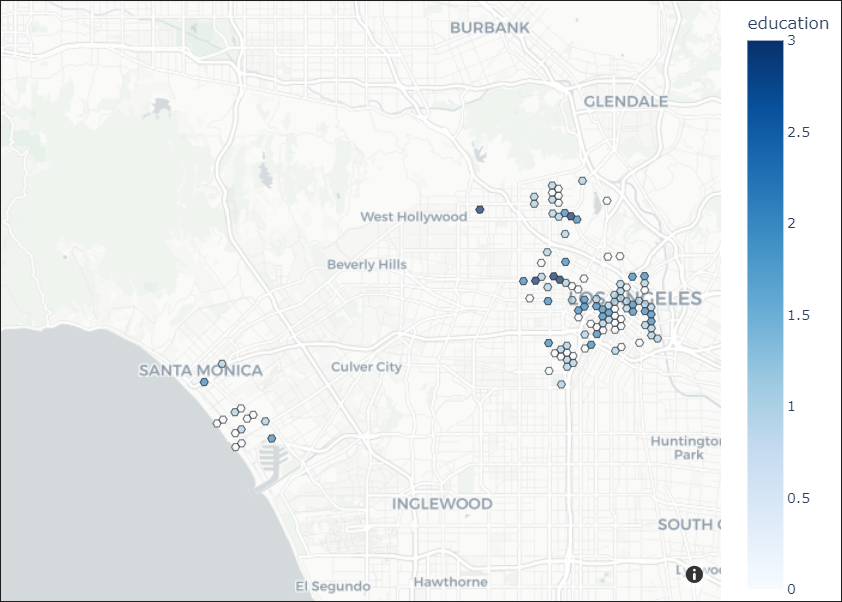 BURBANK
education
3
GLENDALE
2.5
West Hollywood
2
Beverly Hills
LOS ANGELES
1.5
Culver City
SANTA MONICA
1
Huntington
Park
INGLEWOOD
0.5
SOUTH G
El Segundo
Hawthorne
i
0